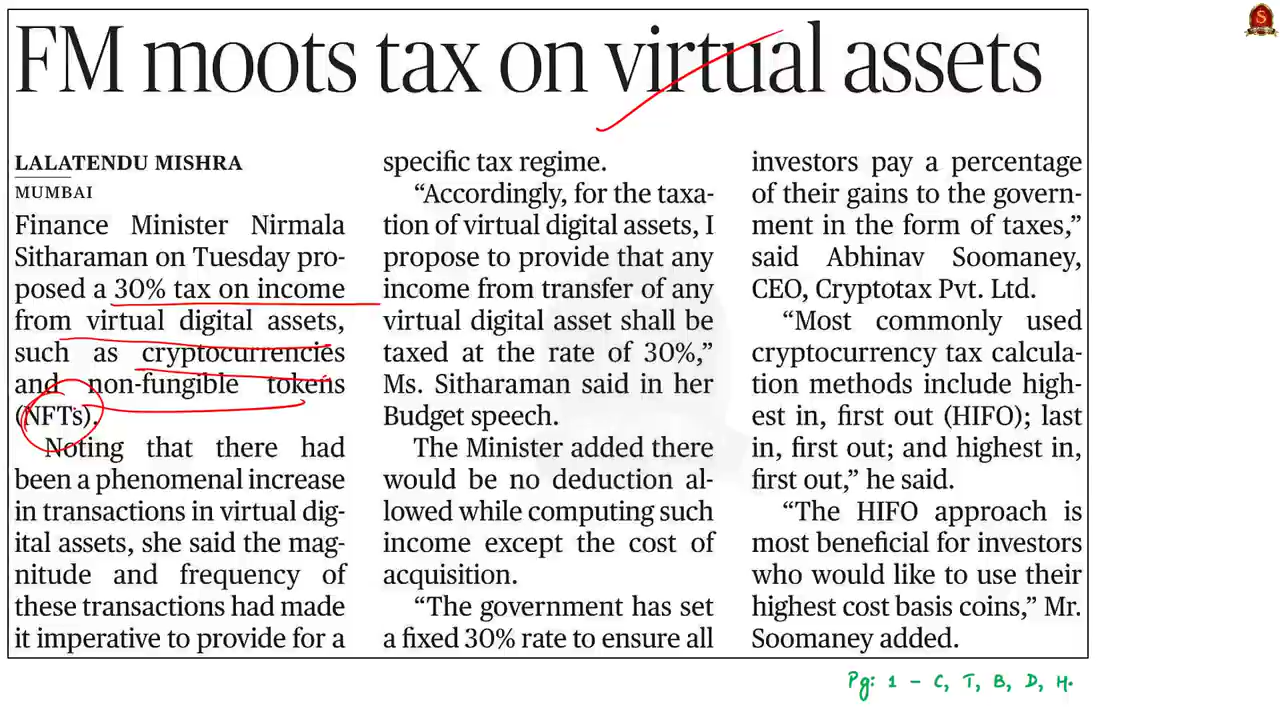 FM moots tax on virtual assets
LALATENDU MISHRA
MUMBAI
Finance Minister Nirmala
Sitharaman on Tuesday pro-
posed a 30% tax on income
from virtual digital assets,
such as cryptocurrencies
and non-fungible tokens
(NFTs).
Noting that there had
been a phenomenal increase
in transactions in virtual dig-
ital assets, she said the mag-
nitude and frequency of
these transactions had made
it imperative to provide for a
specific tax regime.
“Accordingly, for the taxa-
tion of virtual digital assets, I
propose to provide that any
income from transfer of any
virtual digital asset shall be
taxed at the rate of 30%,”
Ms. Sitharaman said in her
Budget speech.
The Minister added there
would be no deduction al-
lowed while computing such
income except the cost of
acquisition.
“The government has set
a fixed 30% rate to ensure all
investors pay a percentage
of their gains to the govern-
ment in the form of taxes,”
said Abhinav Soomaney,
CEO, Cryptotax Pvt. Ltd.
“Most commonly used
cryptocurrency tax calcula-
tion methods include high-
est in, first out (HIFO); last
in, first out; and highest in,
first out,” he said.
“The HIFO approach is
most beneficial for investors
who would like to use their
highest cost basis coins,” Mr.
Soomaney added.
Pg: 1 - C, T, B, D, H.
S